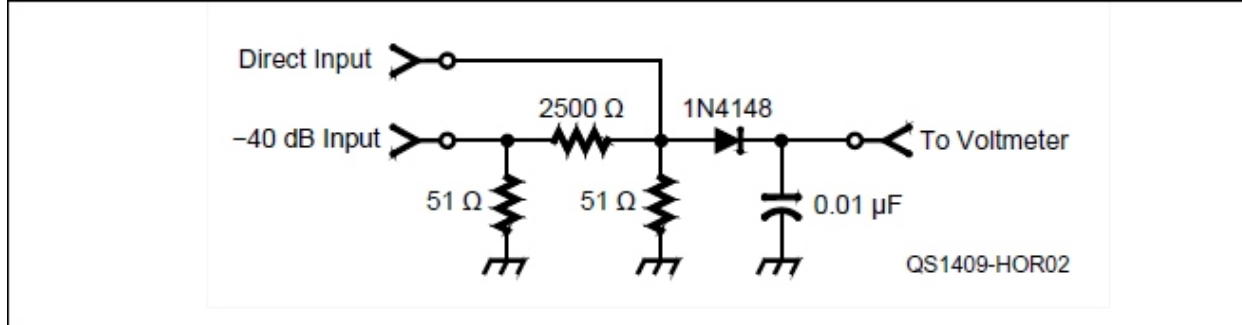 Direct Input
2500 Ω
1N4148
−40 dB Input
To Voltmeter
51 Ω
51 Ω
0.01 µF
QS1409-HOR02